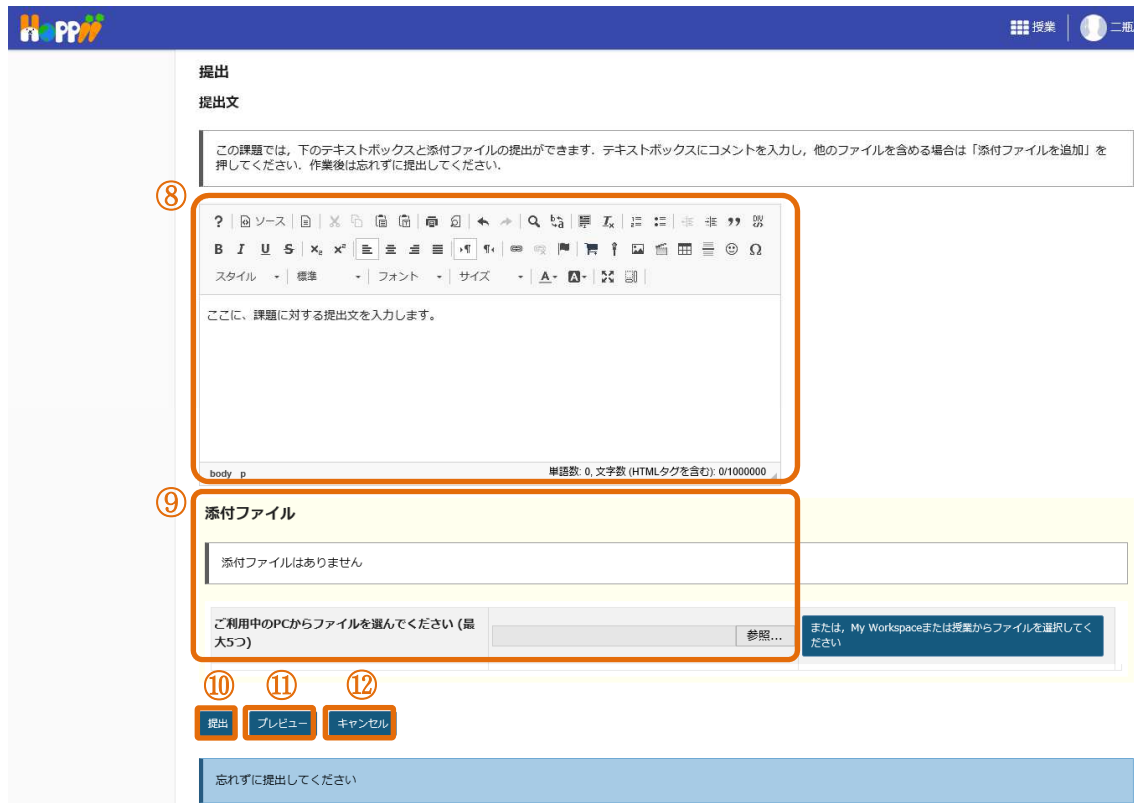 HOPPii
授業
二瓶
提出
提出文
この課題では，下のテキストボックスと添付ファイルの提出ができます．テキストボックスにコメントを入力し，他のファイルを含める場合は「添付ファイルを追加」を
押してください．作業後は忘れずに提出してください．
⑧
? ソース
B I U S x₂ x² Ω
スタイル 標準 フォント サイズ A A
ここに、課題に対する提出文を入力します。
body p 単語数: 0, 文字数 (HTMLタグを含む): 0/1000000
⑨
添付ファイル
添付ファイルはありません
ご利用中のPCからファイルを選んでください (最
大5つ)
参照...
または，My Workspaceまたは授業からファイルを選択してく
ださい
⑩ ⑪ ⑫
提出 プレビュー キャンセル
忘れずに提出してください